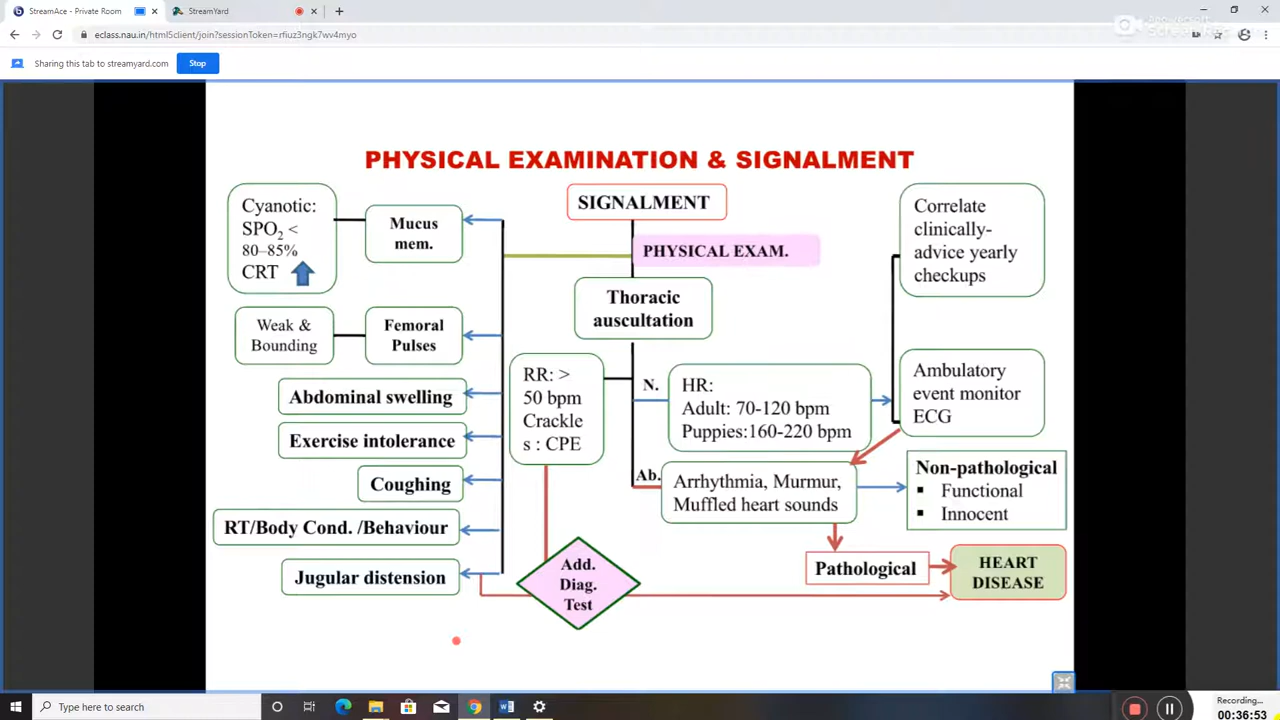 StreamAce - Private Room
StreamYard
eclass.nau.in/html5client/join?sessionToken=rfiuz3ngk7wv4myo
Sharing this tab to streamyard.com
Stop
PHYSICAL EXAMINATION & SIGNALMENT
SIGNALMENT
PHYSICAL EXAM.
Thoracic
auscultation
Cyanotic:
SPO₂ <
80–85%
CRT
Mucus
mem.
Weak &
Bounding
Femoral
Pulses
Abdominal swelling
Exercise intolerance
Coughing
RT/Body Cond. /Behaviour
Jugular distension
RR: >
50 bpm
Crackle
s : CPE
Add.
Diag.
Test
N.
HR:
Adult: 70-120 bpm
Puppies:160-220 bpm
Ab.
Arrhythmia, Murmur,
Muffled heart sounds
Correlate
clinically-
advice yearly
checkups
Ambulatory
event monitor
ECG
Non-pathological
▪ Functional
▪ Innocent
Pathological
HEART
DISEASE
Type here to search
Recording...
00:36:53